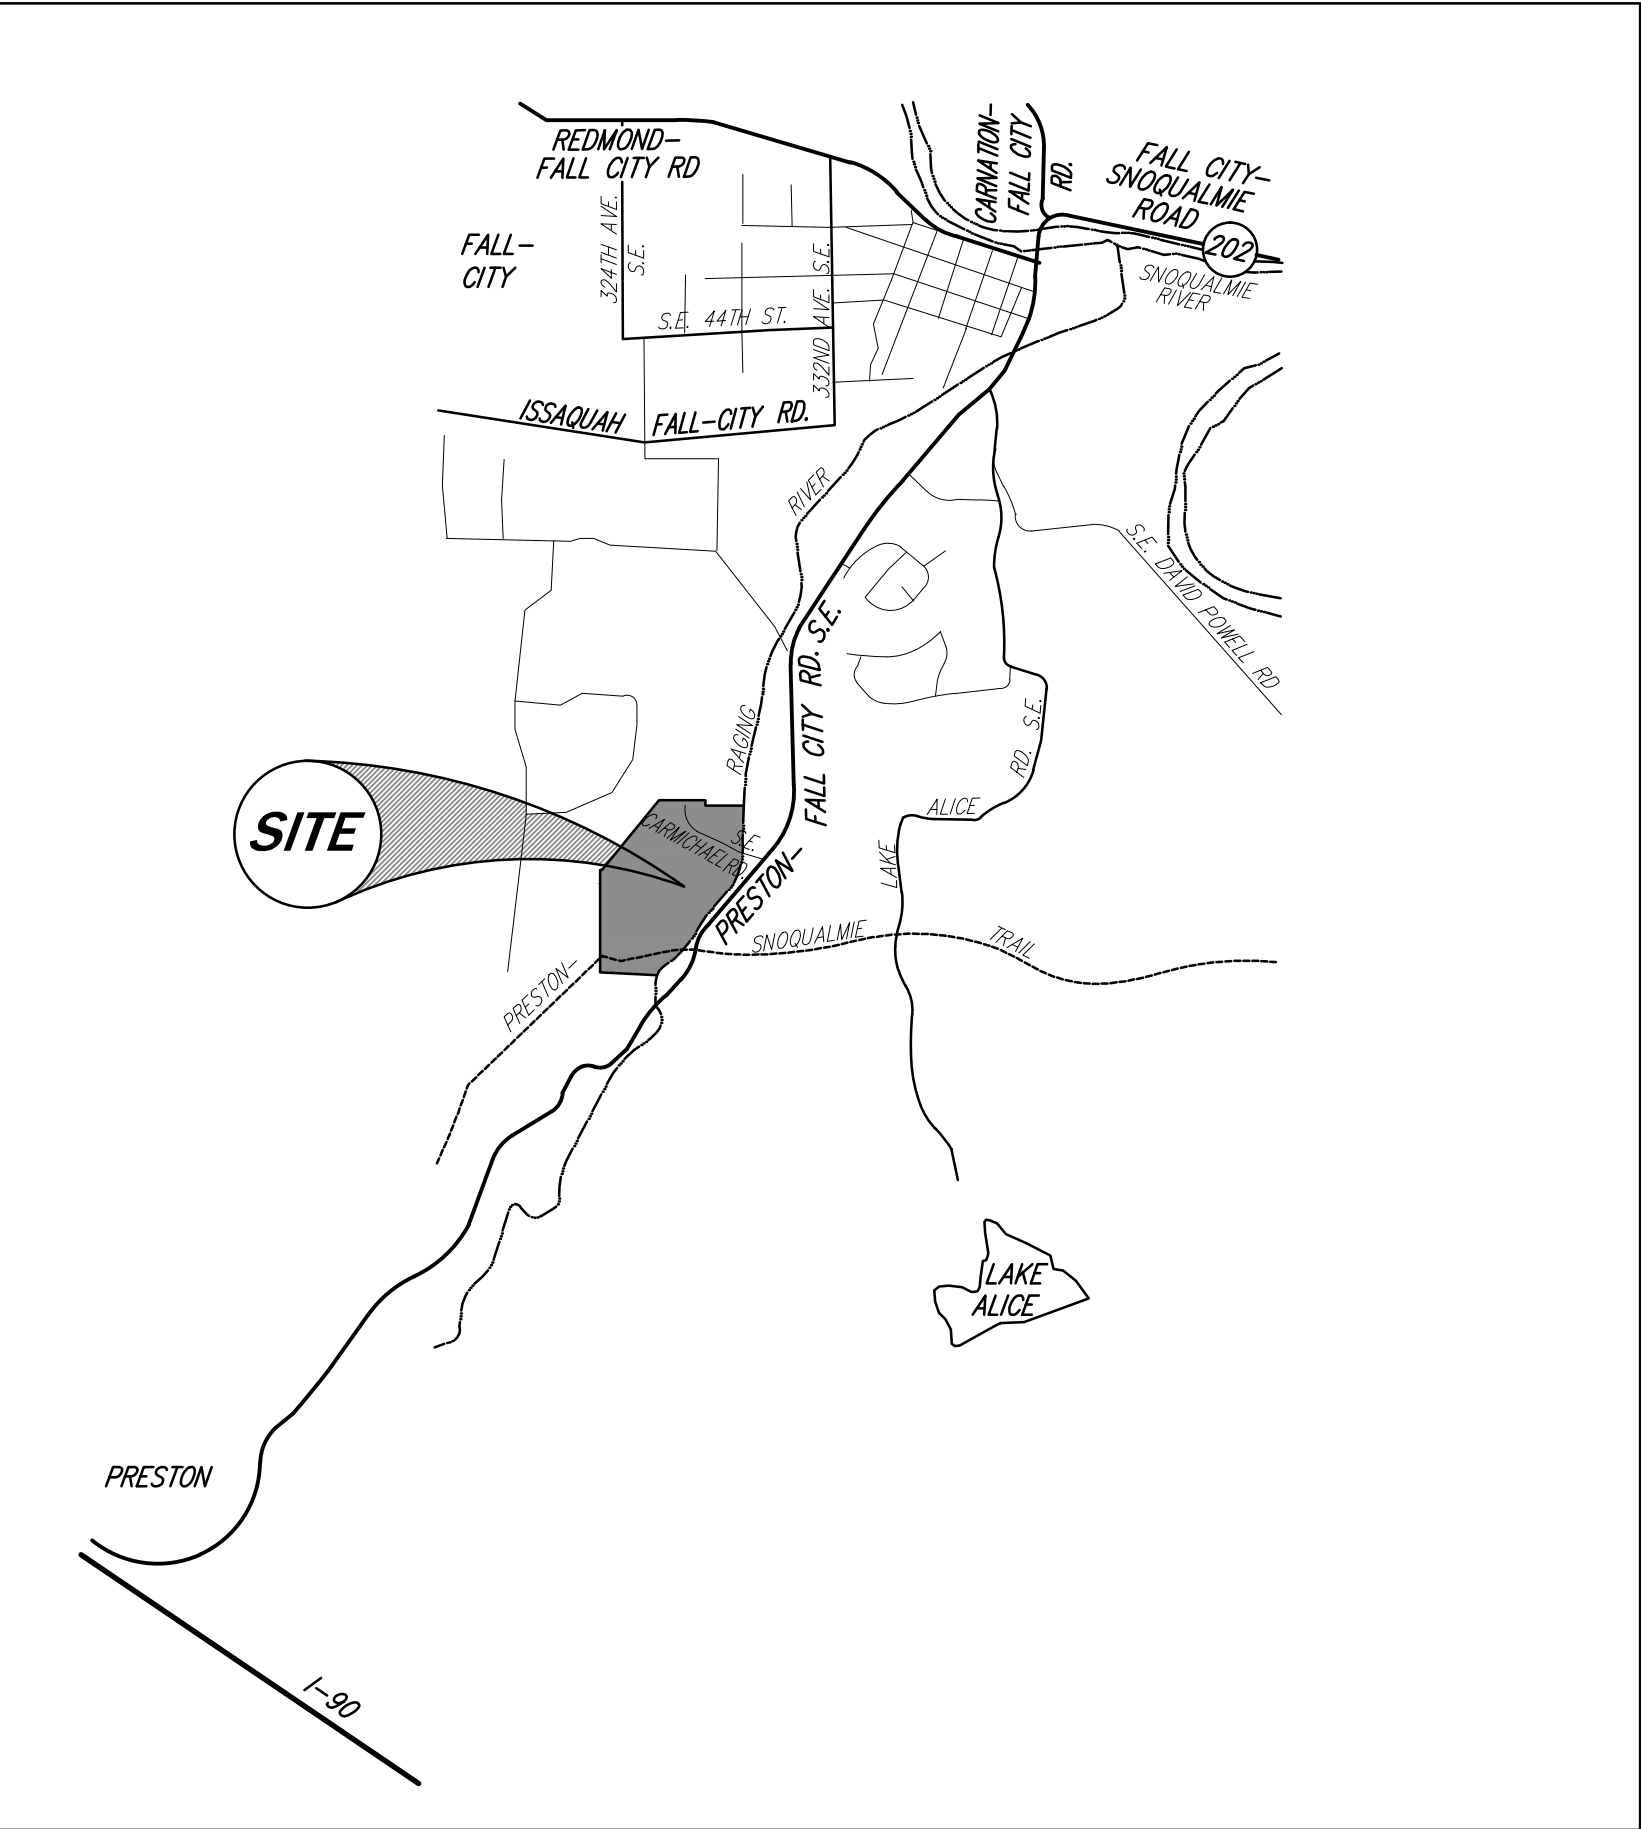 REDMOND-
FALL CITY RD
CARNATION-
FALL CITY
RD.
FALL CITY-
SNOQUALMIE
ROAD
202
SNOQUALMIE
RIVER
FALL-
CITY
324TH AVE.
S.E.
S.E. 44TH ST.
332ND AVE. S.E.
ISSAQUAH FALL-CITY RD.
RAGING RIVER
S.E. DAVID POWELL RD
PRESTON-
FALL CITY RD. S.E.
LAKE ALICE RD. S.E.
SITE
S.E.
CARMICHAEL RD.
PRESTON- SNOQUALMIE TRAIL
LAKE
ALICE
PRESTON
I-90